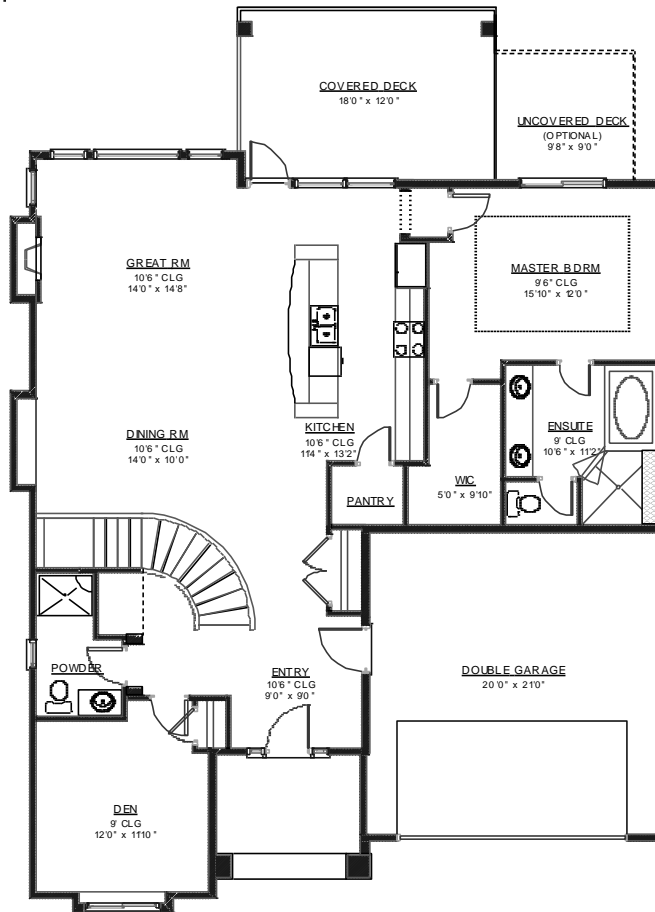 COVERED DECK
18'0" x 12'0"
UNCOVERED DECK
(OPTIONAL)
9'8" x 9'0"
GREAT RM
10'6" CLG
14'0" x 14'8"
MASTER BDRM
9'6" CLG
15'10" x 12'0"
DINING RM
10'6" CLG
14'0" x 10'0"
KITCHEN
10'6" CLG
11'4" x 13'2"
ENSUITE
9' CLG
10'6" x 11'2"
PANTRY
WIC
5'0" x 9'10"
POWDER
ENTRY
10'6" CLG
9'0" x 9'0"
DOUBLE GARAGE
20'0" x 21'0"
DEN
9' CLG
12'0" x 11'10"